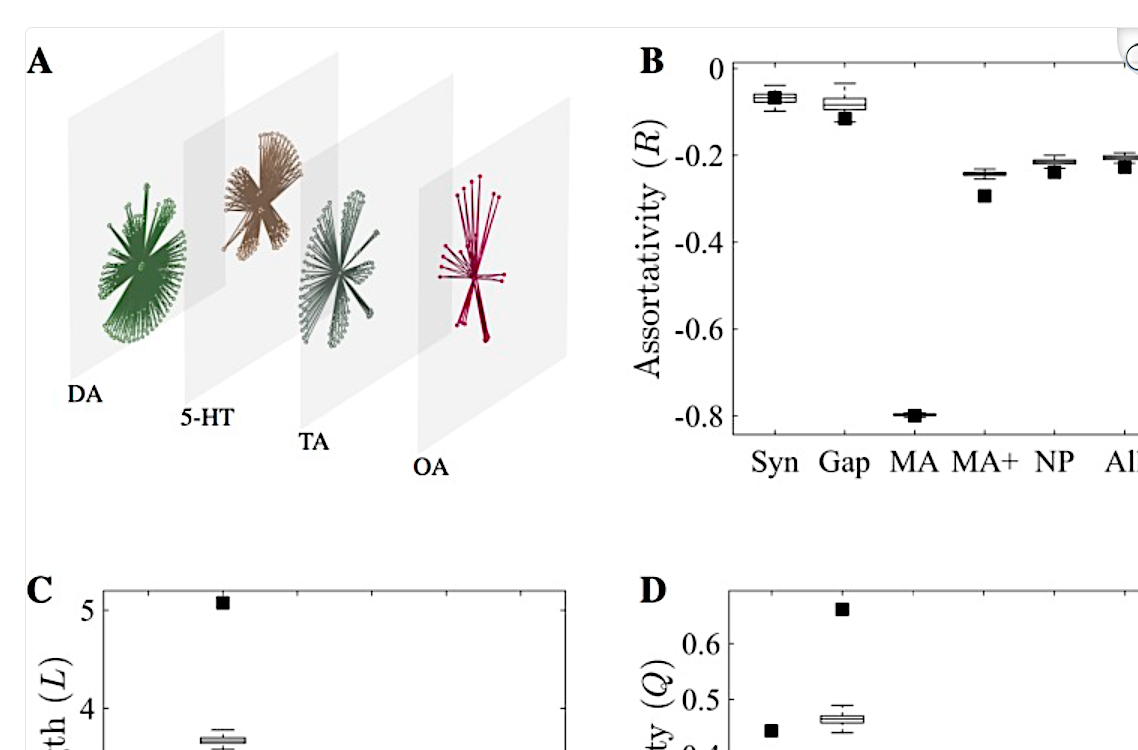 A
DA
5-HT
TA
OA
B
Assortativity (R)
0
-0.2
-0.4
-0.6
-0.8
Syn Gap MA MA+ NP
C
5
4
(L)
D
0.6
0.5
(Q)